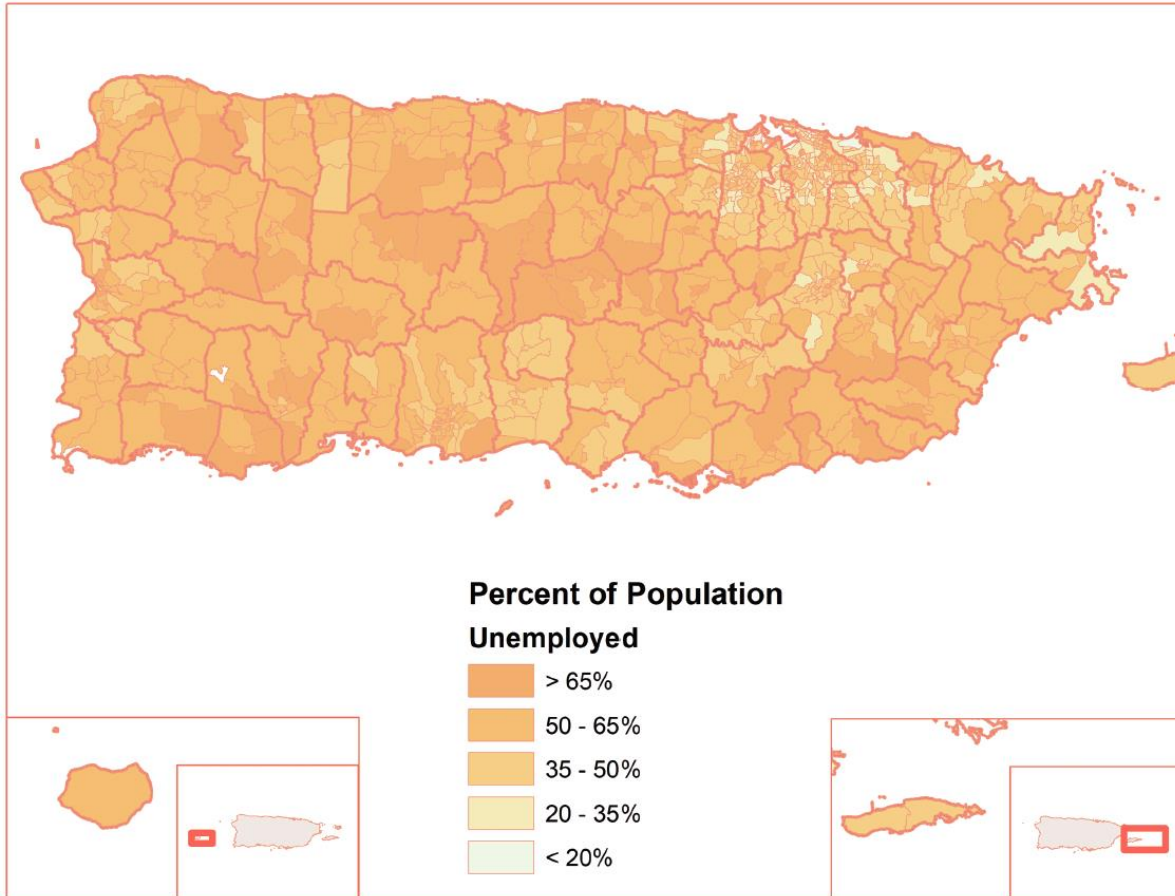 Percent of Population
Unemployed
> 65%
50 - 65%
35 - 50%
20 - 35%
< 20%